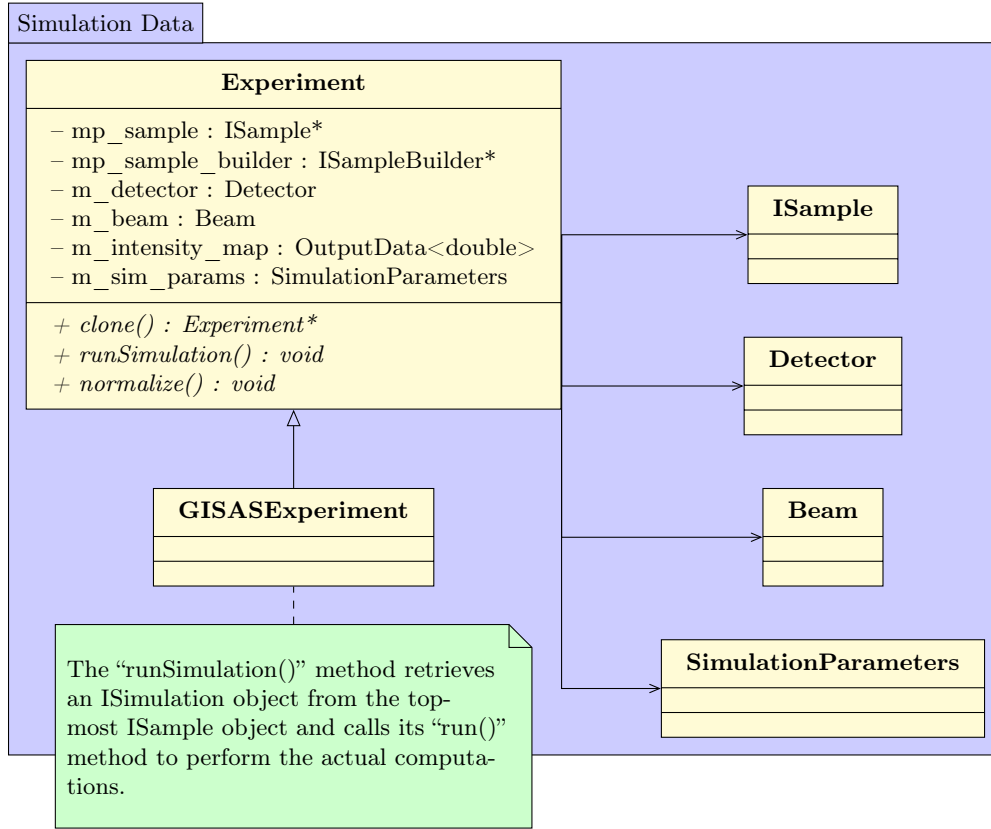 Simulation Data
Experiment
– mp_sample : ISample*
– mp_sample_builder : ISampleBuilder*
– m_detector : Detector
– m_beam : Beam
– m_intensity_map : OutputData<double>
– m_sim_params : SimulationParameters
+ clone() : Experiment*
+ runSimulation() : void
+ normalize() : void
ISample
Detector
GISASExperiment
Beam
The “runSimulation()” method retrieves
an ISimulation object from the top-
most ISample object and calls its “run()”
method to perform the actual computa-
tions.
SimulationParameters